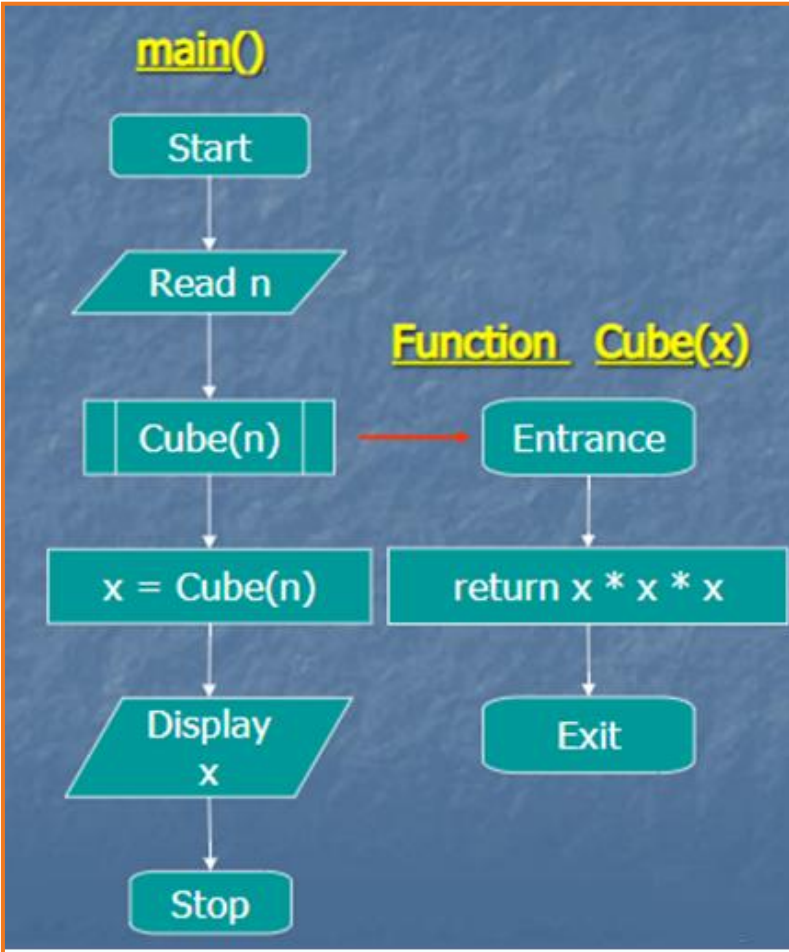 main()
Start
Read n
Cube(n)
x = Cube(n)
Display
x
Stop
Function Cube(x)
Entrance
return x * x * x
Exit